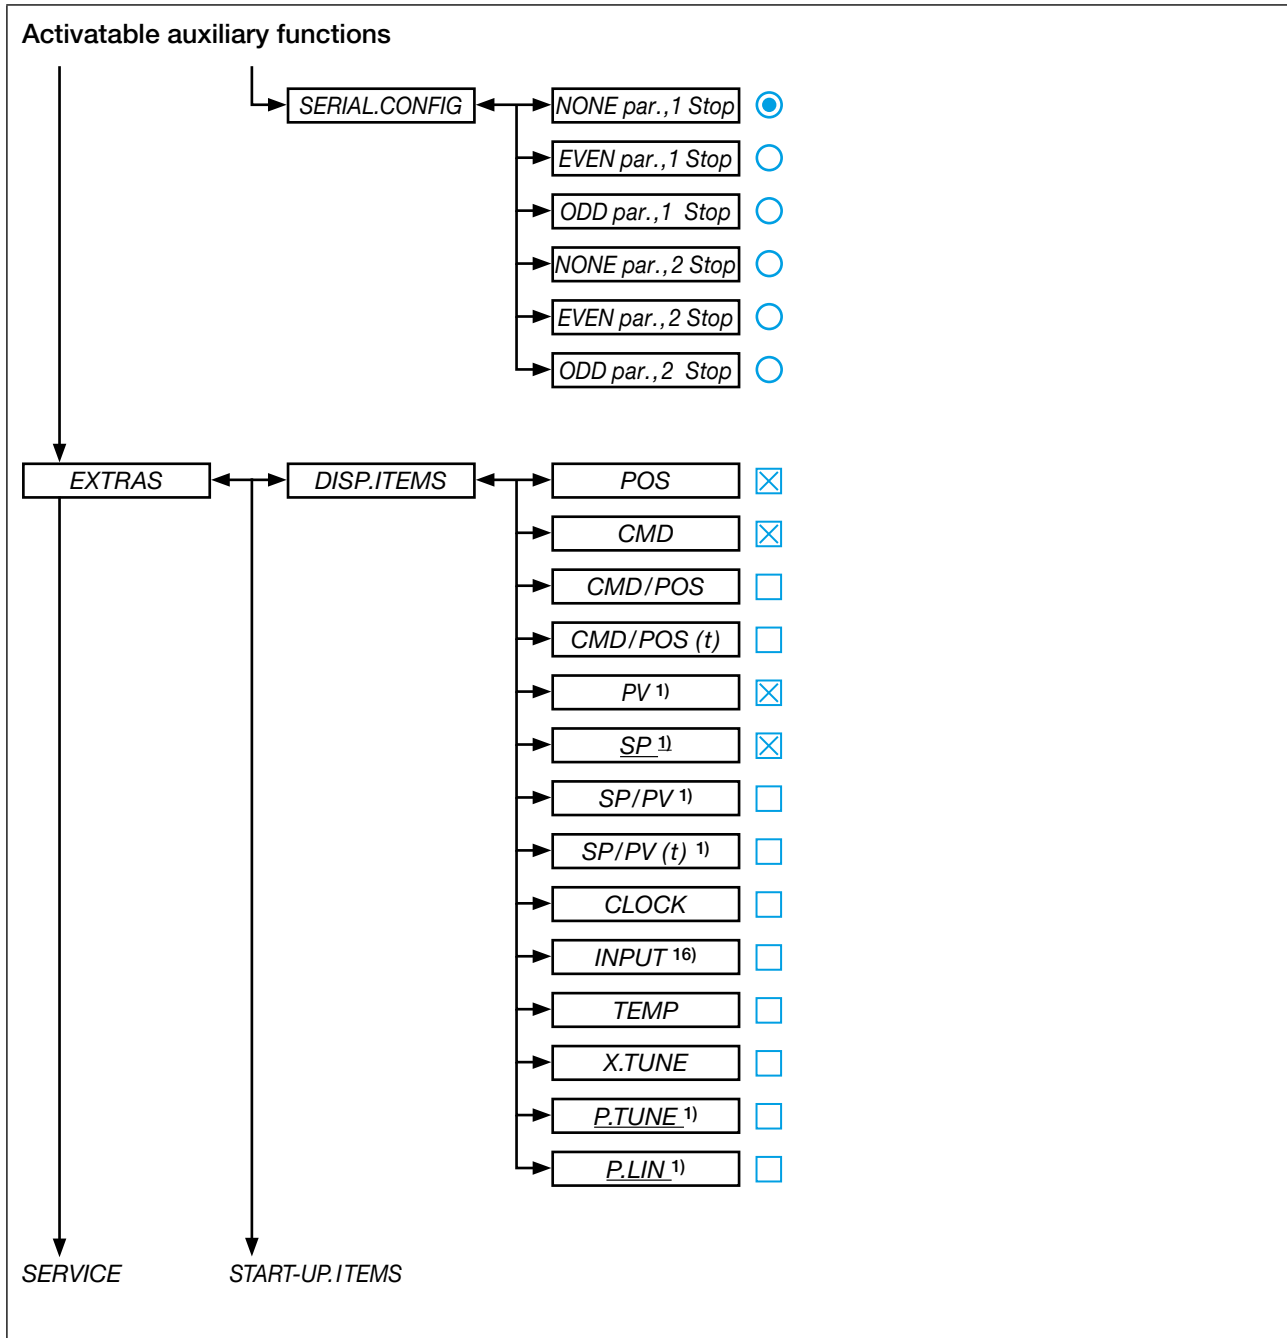 Activatable auxiliary functions
SERIAL.CONFIG
NONE par.,1 Stop
EVEN par.,1 Stop
ODD par.,1 Stop
NONE par.,2 Stop
EVEN par.,2 Stop
ODD par.,2 Stop
EXTRAS
DISP.ITEMS
POS
CMD
CMD/POS
CMD/POS (t)
PV 1)
SP 1)
SP/PV 1)
SP/PV (t) 1)
CLOCK
INPUT 16)
TEMP
X.TUNE
P.TUNE 1)
P.LIN 1)
SERVICE
START-UP.ITEMS